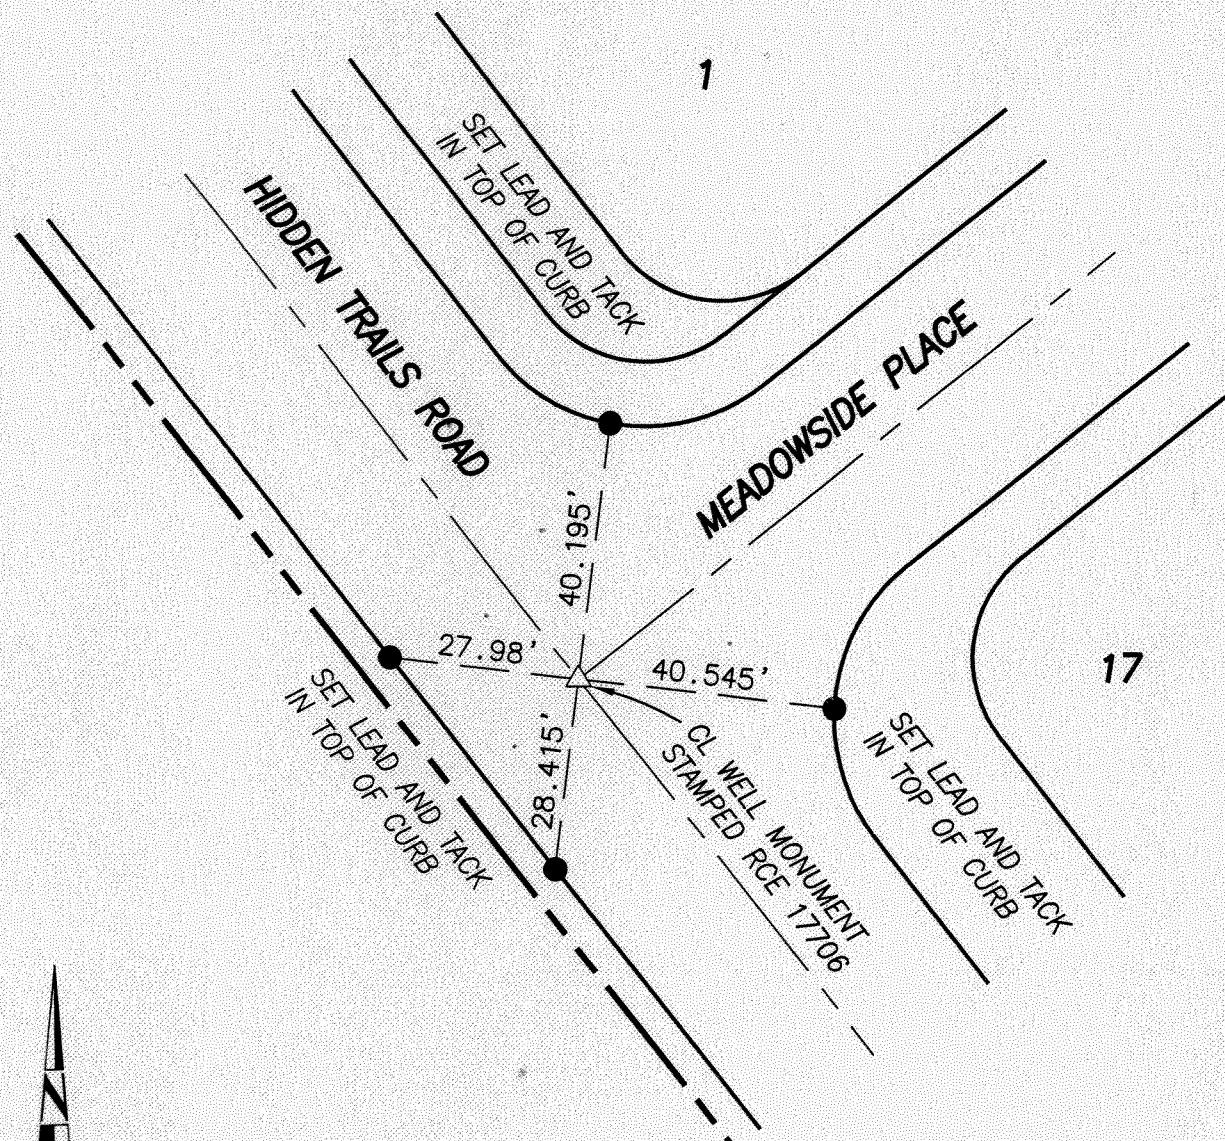 1
SET LEAD AND TACK
IN TOP OF CURB
HIDDEN TRAILS ROAD
MEADOWSIDE PLACE
40.195'
27.98'
40.545'
17
28.415'
SET LEAD AND TACK
IN TOP OF CURB
CL WELL MONUMENT
STAMPED RCE 17706
SET LEAD AND TACK
IN TOP OF CURB
N